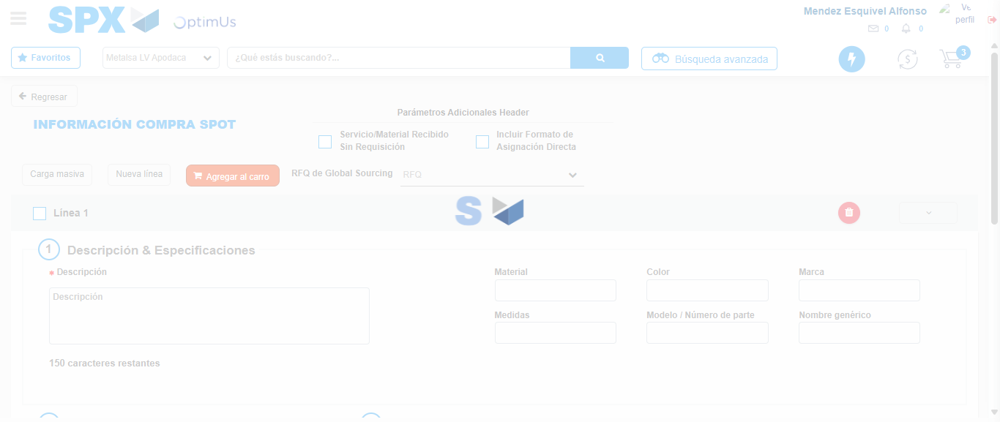 Mendez Esquivel Alfonso
Ve
perfil
SPX
OptimUs
0
0
Favoritos
Metalsa LV Apodaca
¿Qué estás buscando?...
Búsqueda avanzada
$
3
Regresar
INFORMACIÓN COMPRA SPOT
Parámetros Adicionales Header
Servicio/Material Recibido
Sin Requisición
Incluir Formato de
Asignación Directa
Carga masiva
Nueva línea
Agregar al carro
RFQ de Global Sourcing
RFQ
Linea 1
S
1
Descripción & Especificaciones
* Descripción
Descripción
150 caracteres restantes
Material
Color
Marca
Medidas
Modelo / Número de parte
Nombre genérico